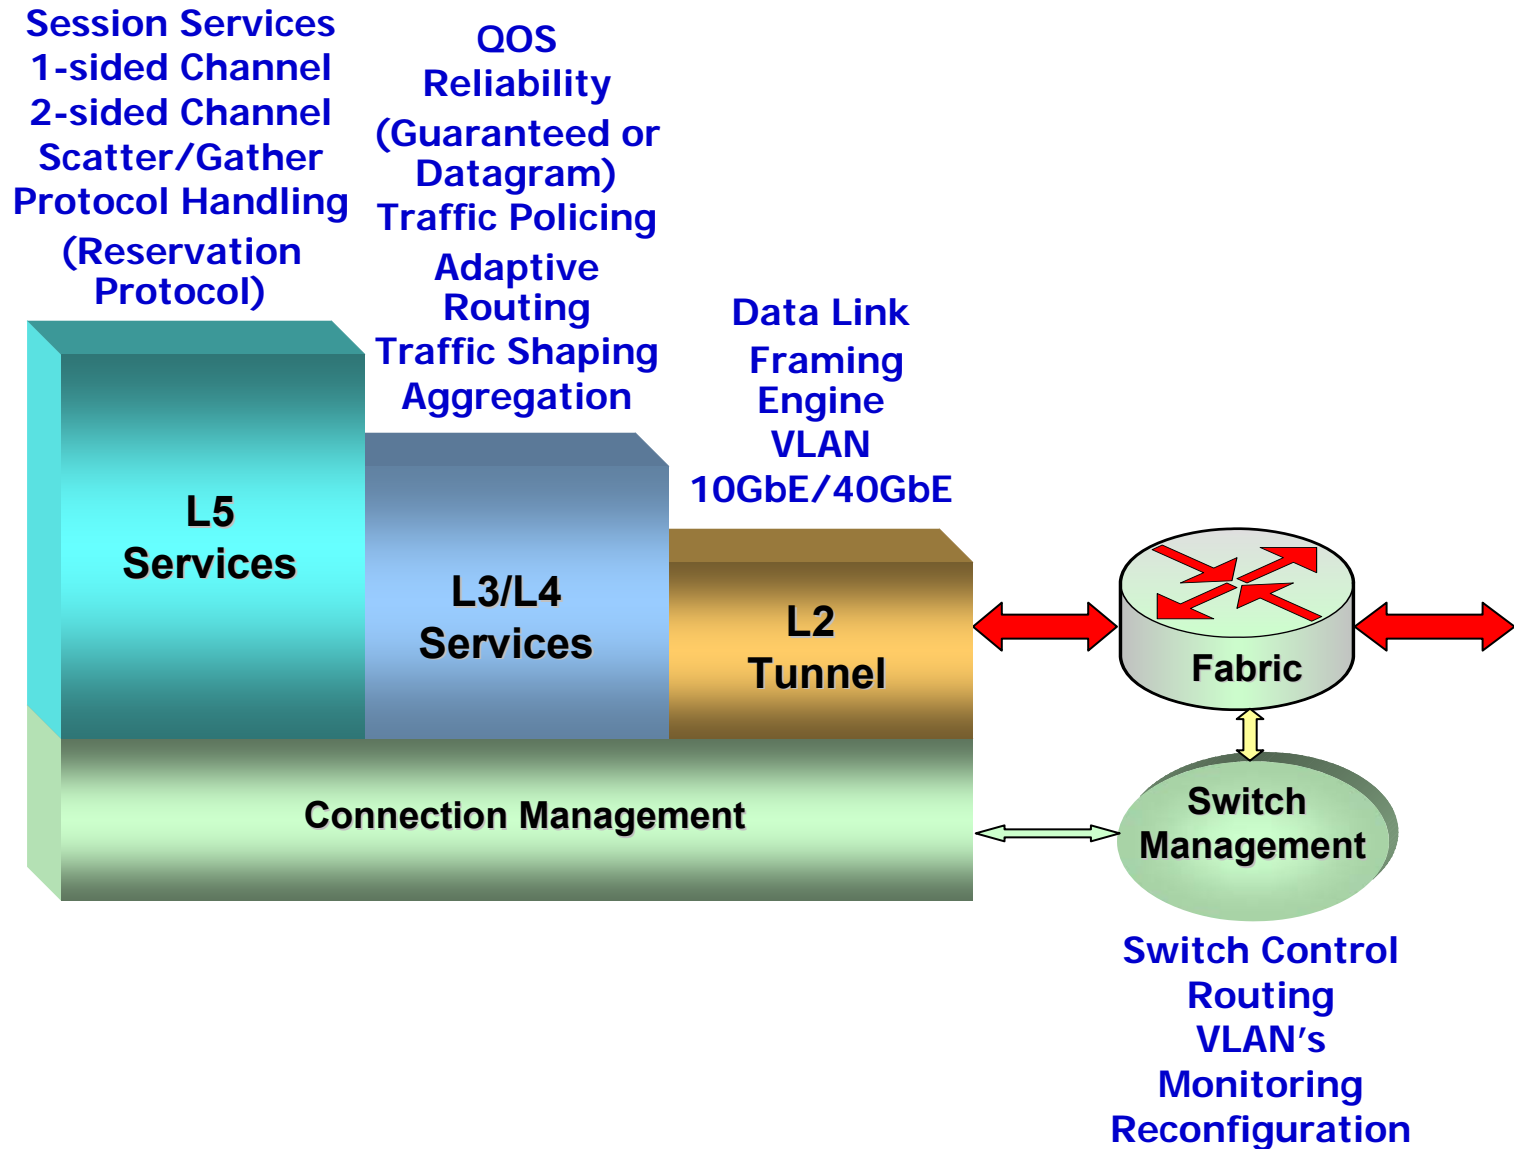 Session Services
1-sided Channel
2-sided Channel
Scatter/Gather
Protocol Handling
(Reservation
Protocol)
QOS
Reliability
(Guaranteed or
Datagram)
Traffic Policing
Adaptive
Routing
Traffic Shaping
Aggregation
Data Link
Framing
Engine
VLAN
10GbE/40GbE
L5
Services
L3/L4
Services
L2
Tunnel
Fabric
Connection Management
Switch
Management
Switch Control
Routing
VLAN’s
Monitoring
Reconfiguration